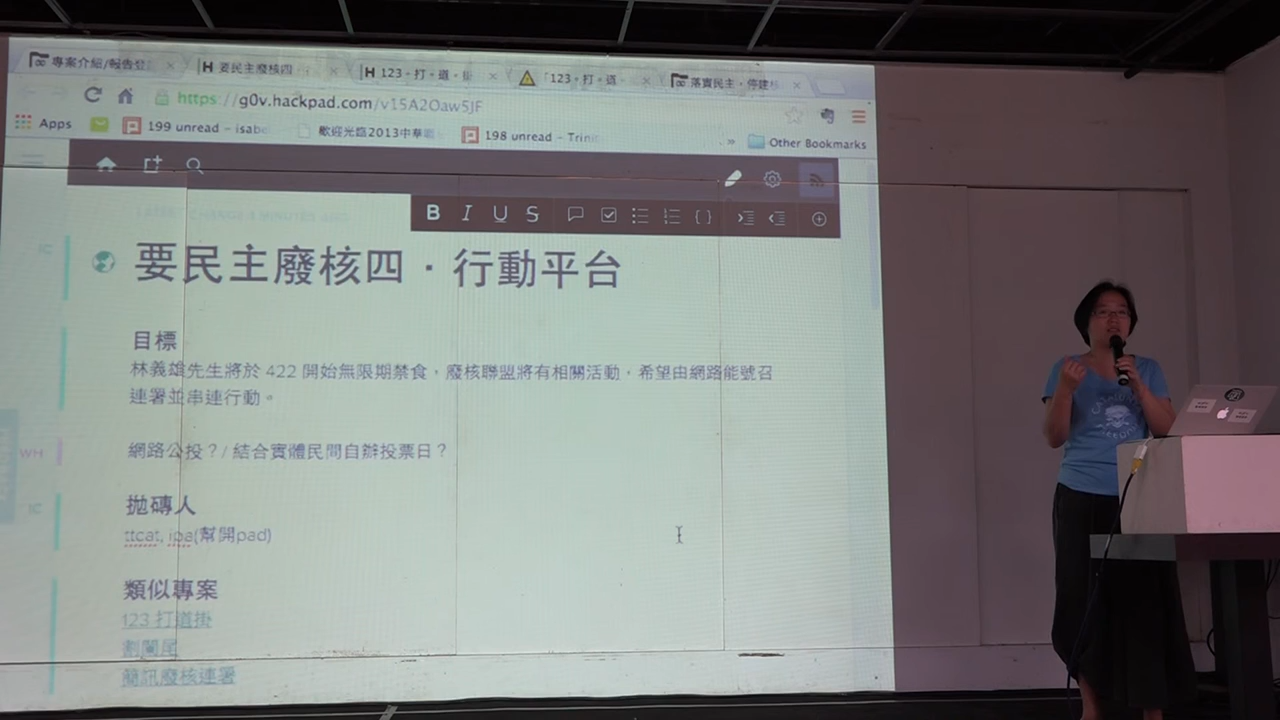 專案介紹/報告登
要民主廢核四
123。打。道。掛
「123。打。道。
落實民主。停建核
https://g0v.hackpad.com/v15A2Oaw5JF
Apps
199 unread – isabe
歡迎光臨2013中華
198 unread – Trini
Other Bookmarks
B I U S
要民主廢核四 · 行動平台
IC
目標
林義雄先生將於 422 開始無限期禁食，廢核聯盟將有相關活動，希望由網路能號召
連署並串連行動。
WH
網路公投？/ 結合實體民間自辦投票日？
IC
拋磚人
ttcat, ipa(幫開pad)
類似專案
123 打道掛
割闌尾
簡訊廢核連署